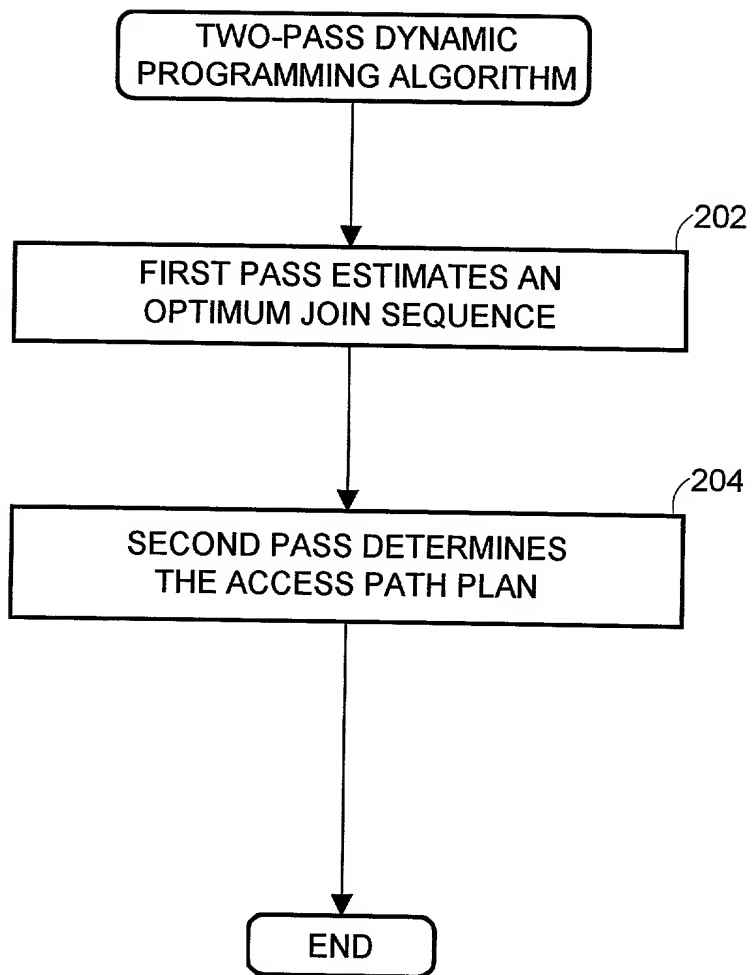 TWO-PASS DYNAMIC
PROGRAMMING ALGORITHM
202
FIRST PASS ESTIMATES AN
OPTIMUM JOIN SEQUENCE
204
SECOND PASS DETERMINES
THE ACCESS PATH PLAN
END